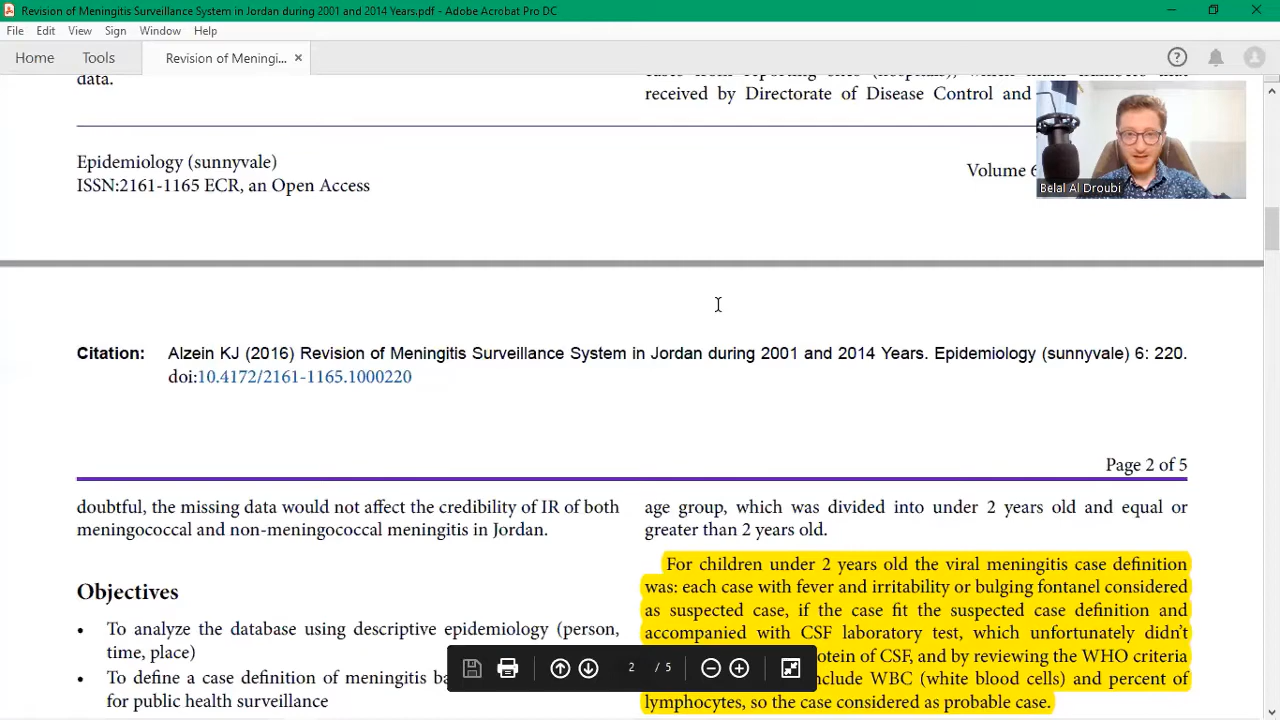 Revision of Meningitis Surveillance System in Jordan during 2001 and 2014 Years.pdf - Adobe Acrobat Pro DC
File Edit View Sign Window Help
Home Tools Revision of Meningi... ×
data.
cases from reporting sites (hospitals), which make numbers that
received by Directorate of Disease Control and
Epidemiology (sunnyvale)
ISSN:2161-1165 ECR, an Open Access
Volume 6
Belal Al Droubi
Citation: Alzein KJ (2016) Revision of Meningitis Surveillance System in Jordan during 2001 and 2014 Years. Epidemiology (sunnyvale) 6: 220.
doi:10.4172/2161-1165.1000220
Page 2 of 5
doubtful, the missing data would not affect the credibility of IR of both
meningococcal and non-meningococcal meningitis in Jordan.
Objectives
• To analyze the database using descriptive epidemiology (person,
time, place)
• To define a case definition of meningitis ba
for public health surveillance
age group, which was divided into under 2 years old and equal or
greater than 2 years old.
For children under 2 years old the viral meningitis case definition
was: each case with fever and irritability or bulging fontanel considered
as suspected case, if the case fit the suspected case definition and
accompanied with CSF laboratory test, which unfortunately didn't
otein of CSF, and by reviewing the WHO criteria
nclude WBC (white blood cells) and percent of
lymphocytes, so the case considered as probable case.
2 / 5